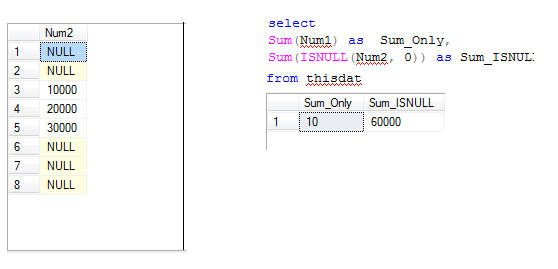 Num2
1 NULL
2 NULL
3 10000
4 20000
5 30000
6 NULL
7 NULL
8 NULL
select
Sum(Num1) as Sum_Only,
Sum(ISNULL(Num2, 0)) as Sum_ISNUL
from thisdat
Sum_Only Sum_ISNULL
1 10 60000